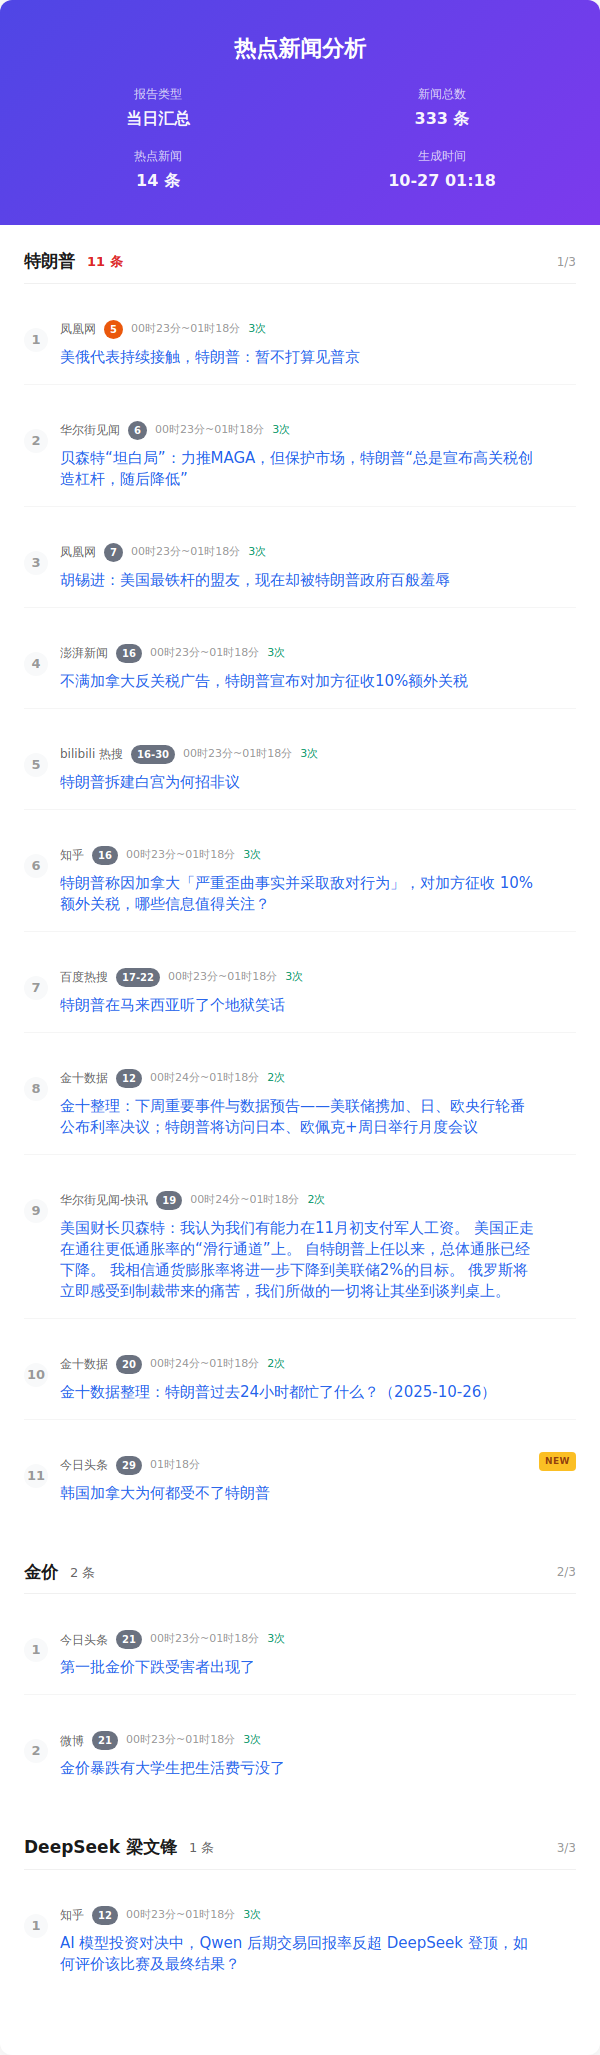 热点新闻分析
报告类型
当日汇总
新闻总数
333 条
热点新闻
14 条
生成时间
10-27 01:18
特朗普 11 条 1/3
1
凤凰网 5 00时23分~01时18分 3次
美俄代表持续接触，特朗普：暂不打算见普京
2
华尔街见闻 6 00时23分~01时18分 3次
贝森特“坦白局”：力推MAGA，但保护市场，特朗普“总是宣布高关税创
造杠杆，随后降低”
3
凤凰网 7 00时23分~01时18分 3次
胡锡进：美国最铁杆的盟友，现在却被特朗普政府百般羞辱
4
澎湃新闻 16 00时23分~01时18分 3次
不满加拿大反关税广告，特朗普宣布对加方征收10%额外关税
5
bilibili 热搜 16-30 00时23分~01时18分 3次
特朗普拆建白宫为何招非议
6
知乎 16 00时23分~01时18分 3次
特朗普称因加拿大「严重歪曲事实并采取敌对行为」，对加方征收 10%
额外关税，哪些信息值得关注？
7
百度热搜 17-22 00时23分~01时18分 3次
特朗普在马来西亚听了个地狱笑话
8
金十数据 12 00时24分~01时18分 2次
金十整理：下周重要事件与数据预告——美联储携加、日、欧央行轮番
公布利率决议；特朗普将访问日本、欧佩克+周日举行月度会议
9
华尔街见闻-快讯 19 00时24分~01时18分 2次
美国财长贝森特：我认为我们有能力在11月初支付军人工资。 美国正走
在通往更低通胀率的“滑行通道”上。 自特朗普上任以来，总体通胀已经
下降。 我相信通货膨胀率将进一步下降到美联储2%的目标。 俄罗斯将
立即感受到制裁带来的痛苦，我们所做的一切将让其坐到谈判桌上。
10
金十数据 20 00时24分~01时18分 2次
金十数据整理：特朗普过去24小时都忙了什么？（2025-10-26）
11
今日头条 29 01时18分 NEW
韩国加拿大为何都受不了特朗普
金价 2 条 2/3
1
今日头条 21 00时23分~01时18分 3次
第一批金价下跌受害者出现了
2
微博 21 00时23分~01时18分 3次
金价暴跌有大学生把生活费亏没了
DeepSeek 梁文锋 1 条 3/3
1
知乎 12 00时23分~01时18分 3次
AI 模型投资对决中，Qwen 后期交易回报率反超 DeepSeek 登顶，如
何评价该比赛及最终结果？